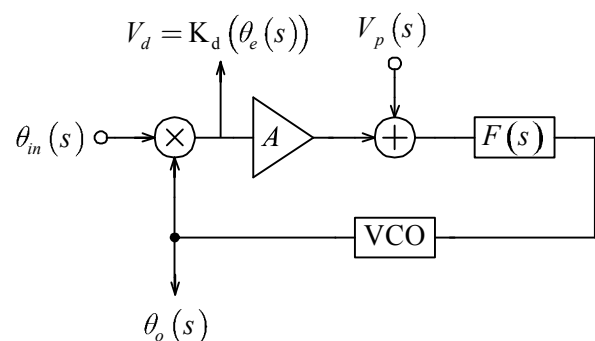 V_d = K_d(θ_e(s))
V_p(s)
θ_in(s)
×
A
+
F(s)
VCO
θ_o(s)